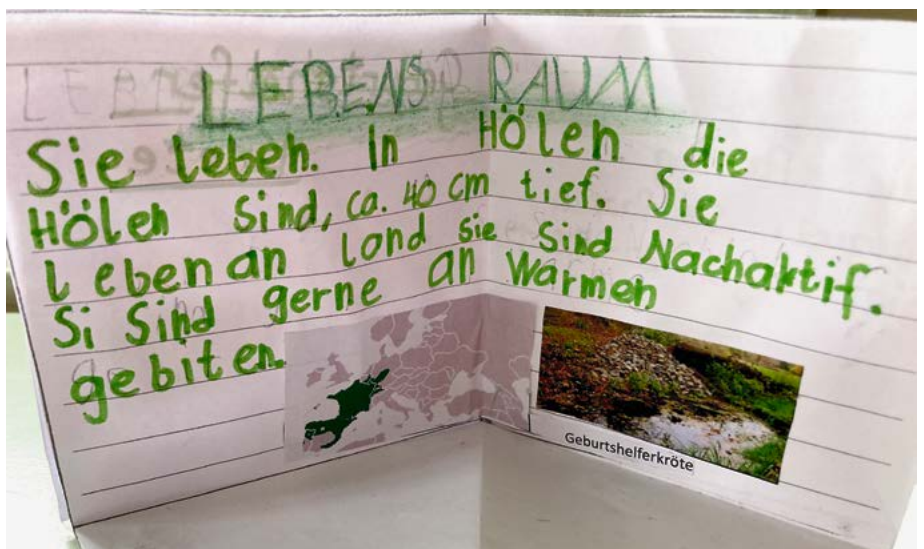 LEBENSRAUM
Sie leben. In Hölen die
Hölen Sind, ca. 40 cm tief. Sie
leben an Land sie Sind Nachaktif.
Si Sind gerne an Warmen
gebiten.
Geburtshelferkröte